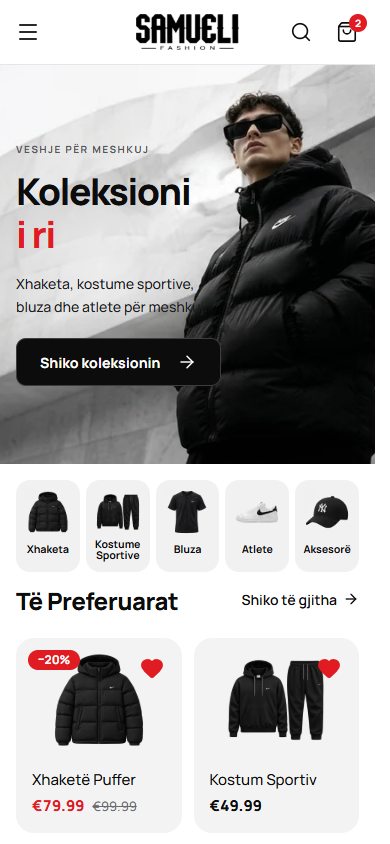 SAMUELI
FASHION
2
VESHJE PËR MESHKUJ
Koleksioni
i ri
Xhaketa, kostume sportive,
bluza dhe atlete për meshk
Shiko koleksionin
Xhaketa
Kostume
Sportive
Bluza
Atlete
Aksesorë
Të Preferuarat
Shiko të gjitha
−20%
Xhaketë Puffer
€79.99 €99.99
Kostum Sportiv
€49.99